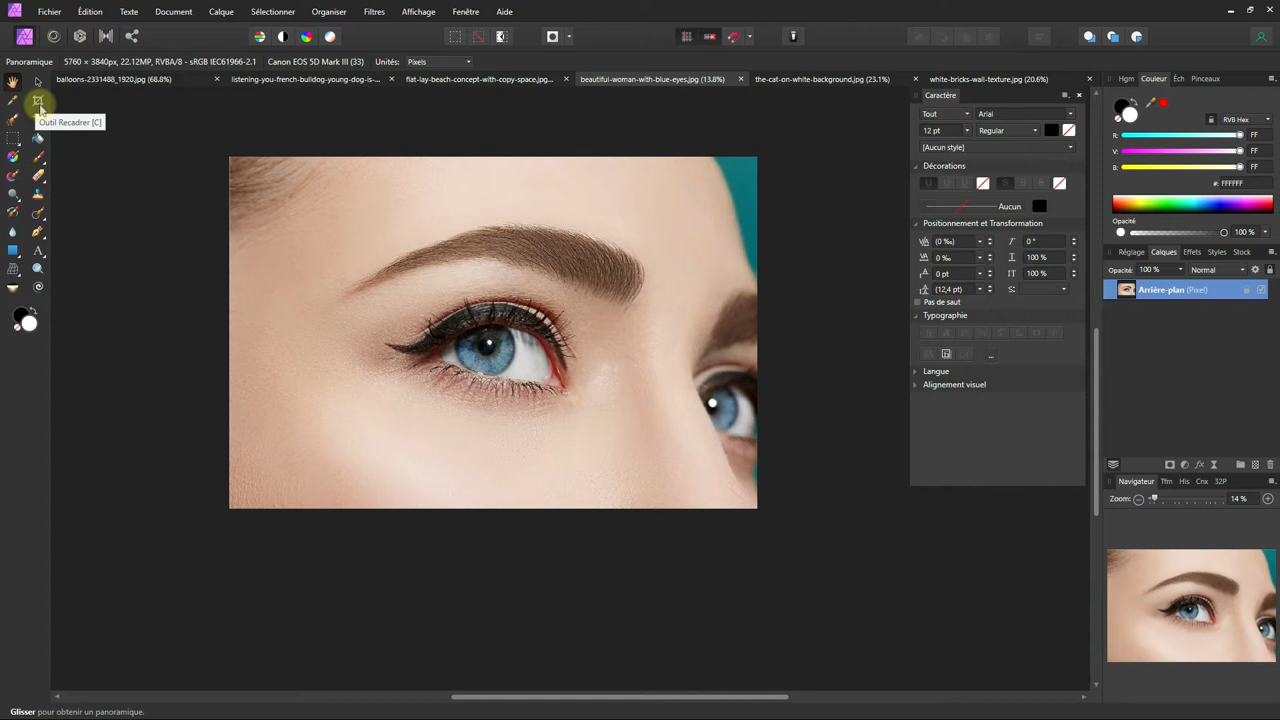 Fichier Édition Texte Document Calque Sélectionner Organiser Filtres Affichage Fenêtre Aide
Panoramique 5760 × 3840px, 22.12MP, RVBA/8 - sRGB IEC61966-2.1 Canon EOS 5D Mark III Unités: Pixels
balloons-2331488_1920.jpg (68.8%) × listening-you-french-bulldog-young-dog-is-... × flat-lay-beach-concept-with-copy-space.jpg... × beautiful-woman-with-blue-eyes.jpg (13.8%) × the-cat-on-white-background.jpg (23.1%) × white-bricks-wall-texture.jpg (20.6%) ×
Outil Recadrer [C]
Caractère
Tout Arial
12 pt Regular
[Aucun style]
Décorations
U U U S S S
Aucun
Positionnement et Transformation
(0 ‰) 0 °
0 ‰ 100 %
0 pt 100 %
(12,4 pt)
Pas de saut
Typographie
...
Langue
Alignement visuel
Hgm Couleur Éch Pinceaux
RVB Hex
R: FF
V: FF
B: FF
#: FFFFFF
Opacité
100 %
Réglage Calques Effets Styles Stock
Opacité: 100 % Normal
Arrière-plan (Pixel)
Navigateur Tfm His Cnx 32P
Zoom: 14 %
Glisser pour obtenir un panoramique.